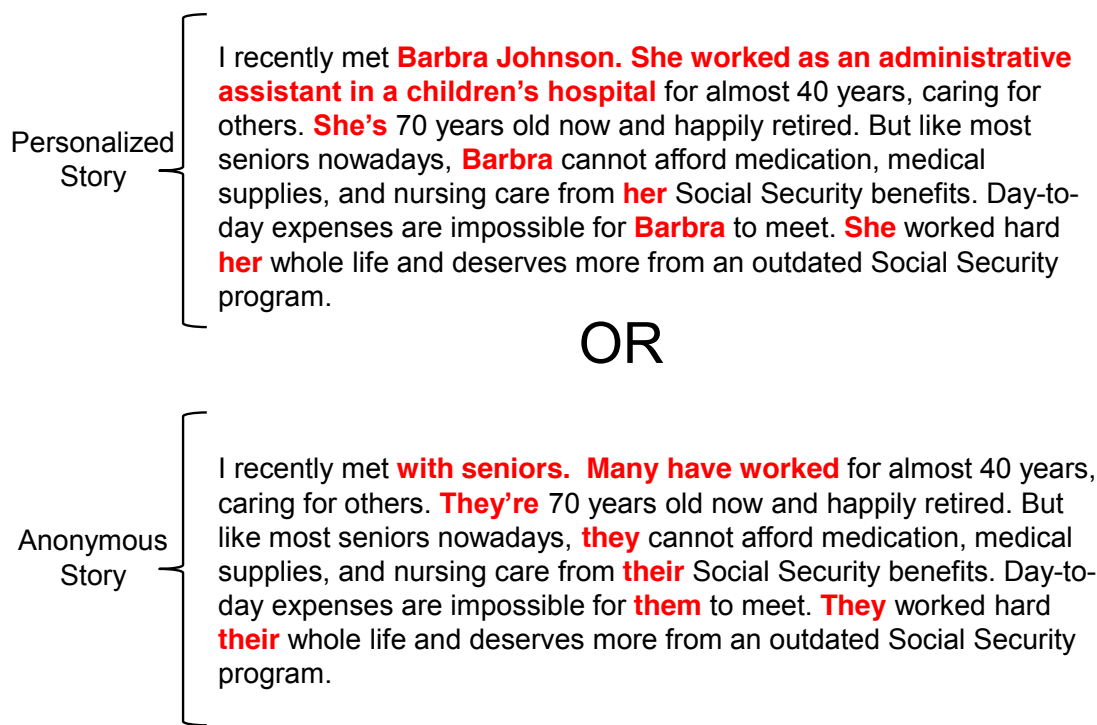 Personalized
Story
I recently met Barbra Johnson. She worked as an administrative
assistant in a children's hospital for almost 40 years, caring for
others. She's 70 years old now and happily retired. But like most
seniors nowadays, Barbra cannot afford medication, medical
supplies, and nursing care from her Social Security benefits. Day-to-
day expenses are impossible for Barbra to meet. She worked hard
her whole life and deserves more from an outdated Social Security
program.
OR
Anonymous
Story
I recently met with seniors.  Many have worked for almost 40 years,
caring for others. They're 70 years old now and happily retired. But
like most seniors nowadays, they cannot afford medication, medical
supplies, and nursing care from their Social Security benefits. Day-to-
day expenses are impossible for them to meet. They worked hard
their whole life and deserves more from an outdated Social Security
program.